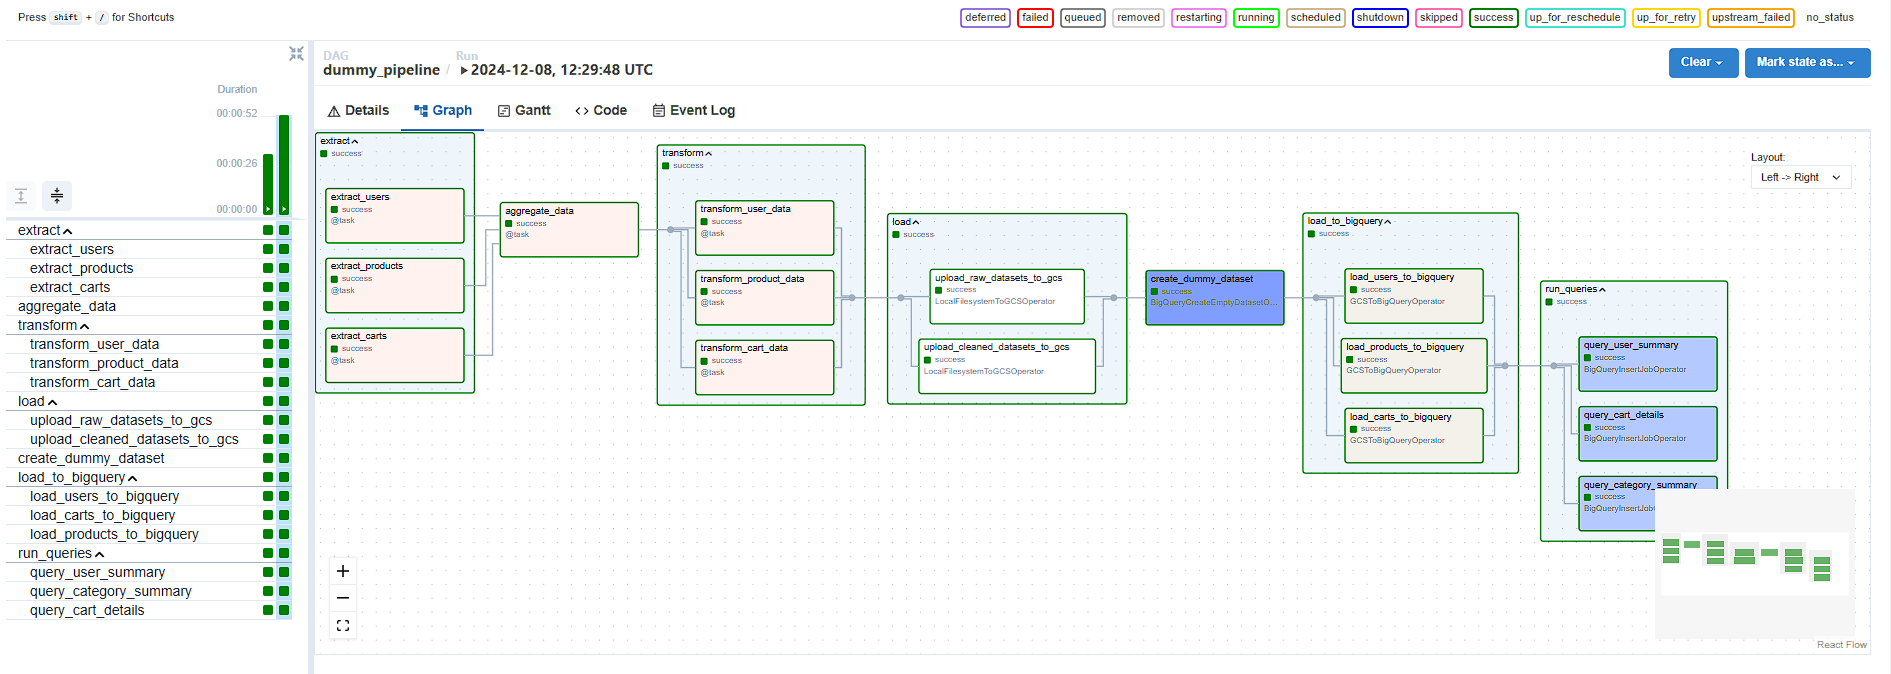 Press shift + / for Shortcuts
deferred failed queued removed restarting running scheduled shutdown skipped success up_for_reschedule up_for_retry upstream_failed no_status
DAG
dummy_pipeline
/
Run
2024-12-08, 12:29:48 UTC
Clear
Mark state as...
Details
Graph
Gantt
Code
Event Log
Duration
00:00:52
00:00:26
00:00:00
extract
extract_users
extract_products
extract_carts
aggregate_data
transform
transform_user_data
transform_product_data
transform_cart_data
load
upload_raw_datasets_to_gcs
upload_cleaned_datasets_to_gcs
create_dummy_dataset
load_to_bigquery
load_users_to_bigquery
load_carts_to_bigquery
load_products_to_bigquery
run_queries
query_user_summary
query_category_summary
query_cart_details
extract
success
extract_users
success
@task
extract_products
success
@task
extract_carts
success
@task
aggregate_data
success
@task
transform
success
transform_user_data
success
@task
transform_product_data
success
@task
transform_cart_data
success
@task
load
success
upload_raw_datasets_to_gcs
success
LocalFilesystemToGCSOperator
upload_cleaned_datasets_to_gcs
success
LocalFilesystemToGCSOperator
create_dummy_dataset
success
BigQueryCreateEmptyDatasetO...
load_to_bigquery
success
load_users_to_bigquery
success
GCSToBigQueryOperator
load_products_to_bigquery
success
GCSToBigQueryOperator
load_carts_to_bigquery
success
GCSToBigQueryOperator
run_queries
success
query_user_summary
success
BigQueryInsertJobOperator
query_cart_details
success
BigQueryInsertJobOperator
query_category_summary
success
BigQueryInsertJob
Layout:
Left -> Right
React Flow